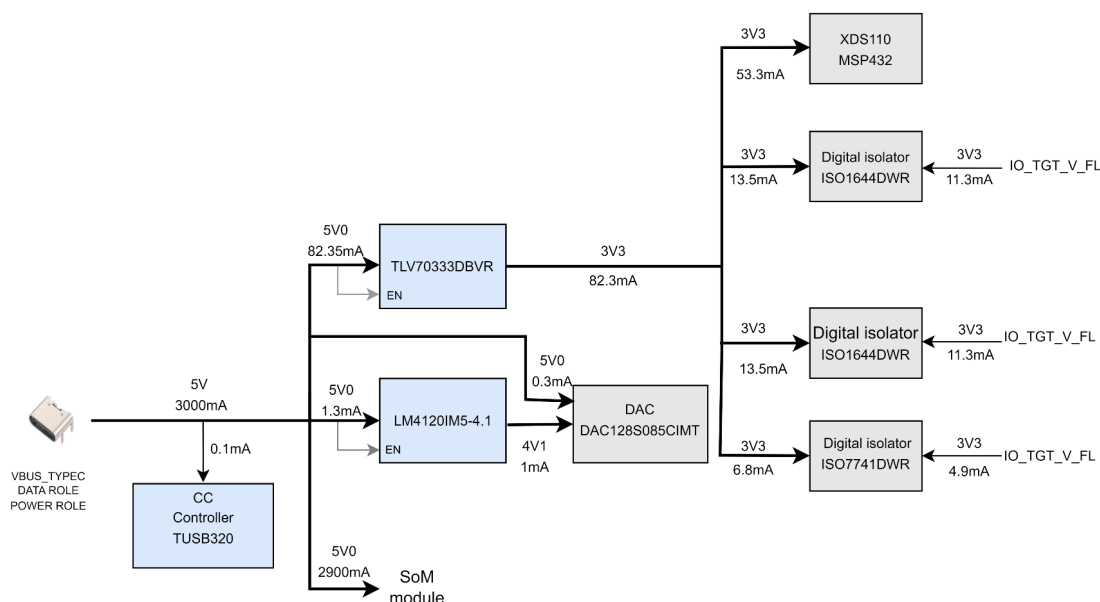 3V3
53.3mA
XDS110
MSP432
3V3
13.5mA
Digital isolator
ISO1644DWR
3V3
11.3mA
IO_TGT_V_FL
5V0
82.35mA
TLV70333DBVR
EN
3V3
82.3mA
3V3
13.5mA
Digital isolator
ISO1644DWR
3V3
11.3mA
IO_TGT_V_FL
5V
3000mA
5V0
1.3mA
LM4120IM5-4.1
EN
5V0
0.3mA
4V1
1mA
DAC
DAC128S085CIMT
3V3
6.8mA
Digital isolator
ISO7741DWR
3V3
4.9mA
IO_TGT_V_FL
0.1mA
VBUS_TYPEC
DATA ROLE
POWER ROLE
CC
Controller
TUSB320
5V0
2900mA
SoM
module